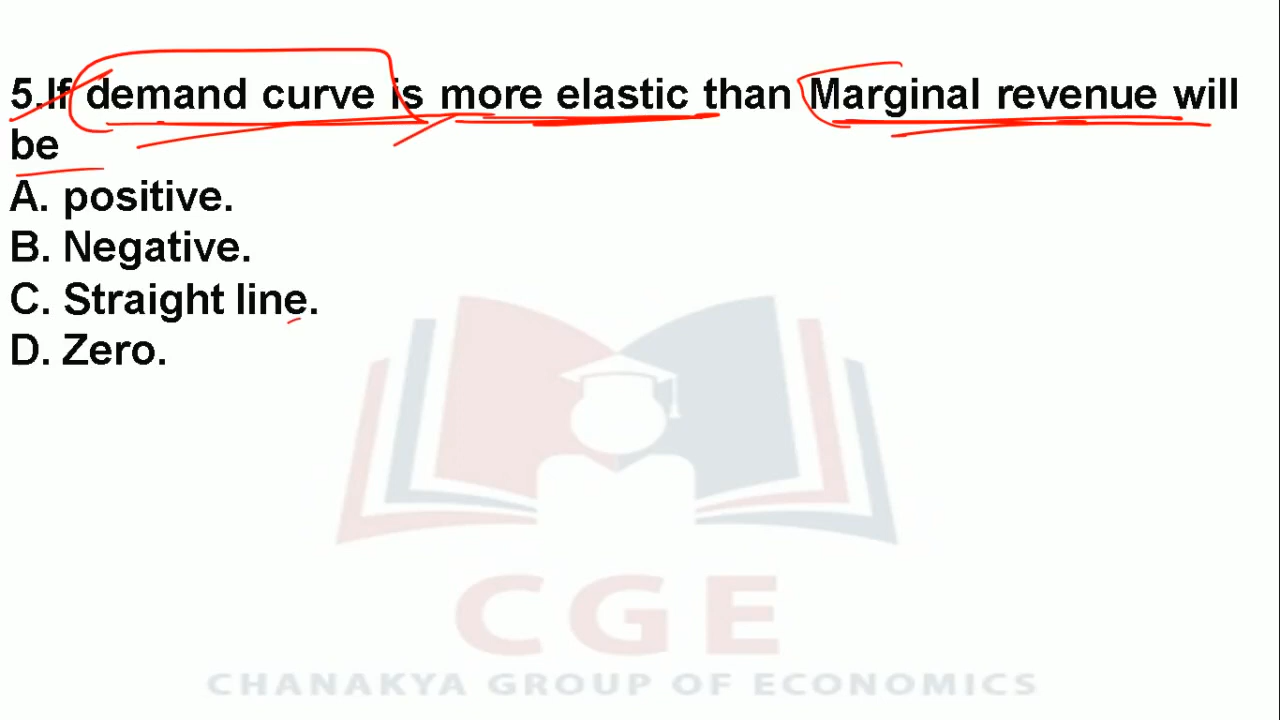 5.If demand curve is more elastic than Marginal revenue will
be
A. positive.
B. Negative.
C. Straight line.
D. Zero.
CGE
CHANAKYA GROUP OF ECONOMICS